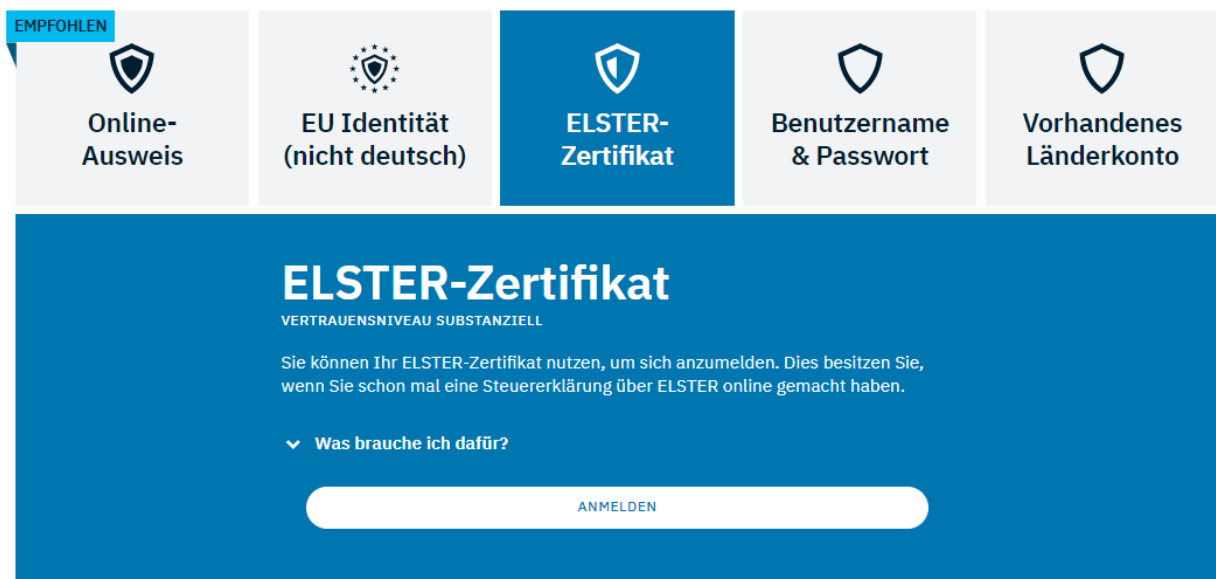 EMPFOHLEN
Online-
Ausweis
EU Identität
(nicht deutsch)
ELSTER-
Zertifikat
Benutzername
& Passwort
Vorhandenes
Länderkonto
ELSTER-Zertifikat
VERTRAUENSNIVEAU SUBSTANZIELL
Sie können Ihr ELSTER-Zertifikat nutzen, um sich anzumelden. Dies besitzen Sie,
wenn Sie schon mal eine Steuererklärung über ELSTER online gemacht haben.
Was brauche ich dafür?
ANMELDEN